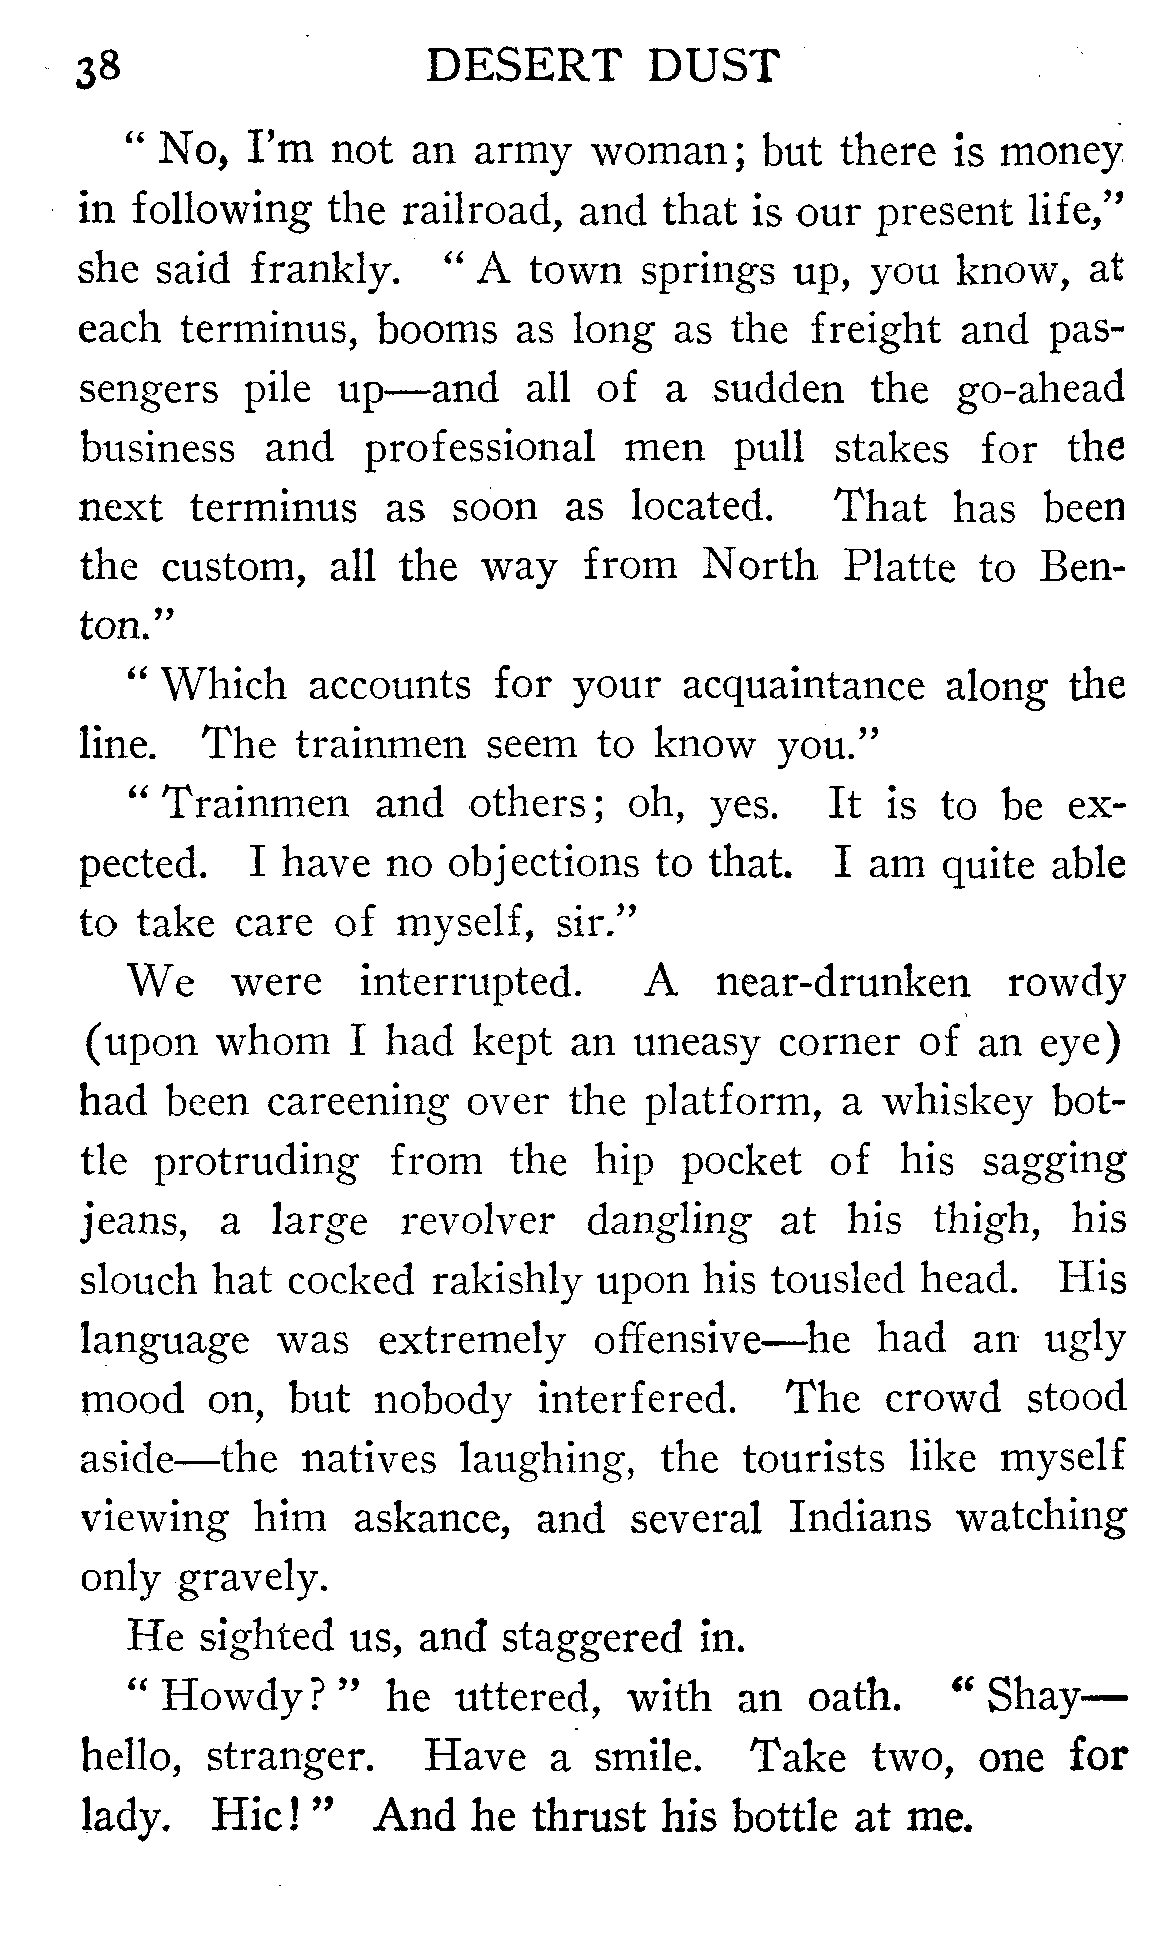 38 DESERT DUST
“ No, I’m not an army woman; but there is money
in following the railroad, and that is our present life,”
she said frankly. “ A town springs up, you know, at
each terminus, booms as long as the freight and pas-
sengers pile up—and all of a sudden the go-ahead
business and professional men pull stakes for the
next terminus as soon as located. That has been
the custom, all the way from North Platte to Ben-
ton.”
“ Which accounts for your acquaintance along the
line. The trainmen seem to know you.”
“ Trainmen and others; oh, yes. It is to be ex-
pected. I have no objections to that. I am quite able
to take care of myself, sir.”
We were interrupted. A near-drunken rowdy
(upon whom I had kept an uneasy corner of an eye)
had been careening over the platform, a whiskey bot-
tle protruding from the hip pocket of his sagging
jeans, a large revolver dangling at his thigh, his
slouch hat cocked rakishly upon his tousled head. His
language was extremely offensive—he had an ugly
mood on, but nobody interfered. The crowd stood
aside—the natives laughing, the tourists like myself
viewing him askance, and several Indians watching
only gravely.
He sighted us, and staggered in.
“ Howdy? ” he uttered, with an oath. “ Shay—
hello, stranger. Have a smile. Take two, one for
lady. Hic! ” And he thrust his bottle at me.